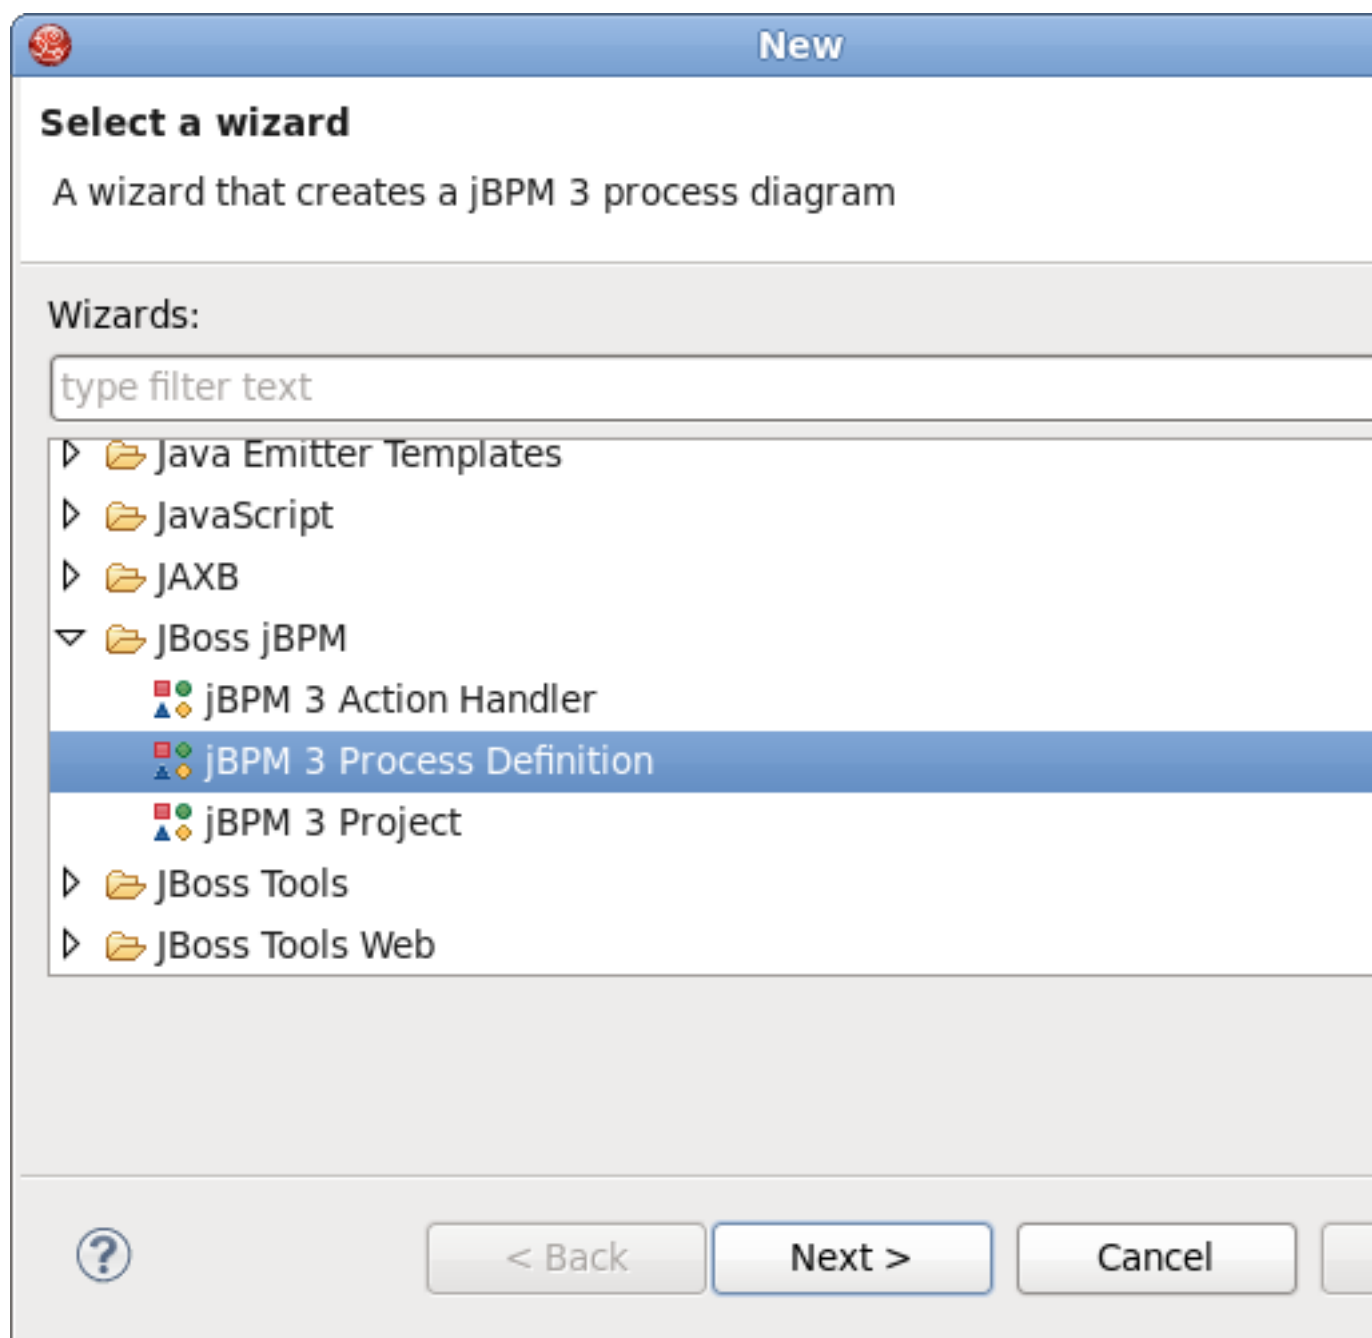 New
Select a wizard
A wizard that creates a jBPM 3 process diagram
Wizards:
type filter text
Java Emitter Templates
JavaScript
JAXB
JBoss jBPM
jBPM 3 Action Handler
jBPM 3 Process Definition
jBPM 3 Project
JBoss Tools
JBoss Tools Web
? < Back Next > Cancel